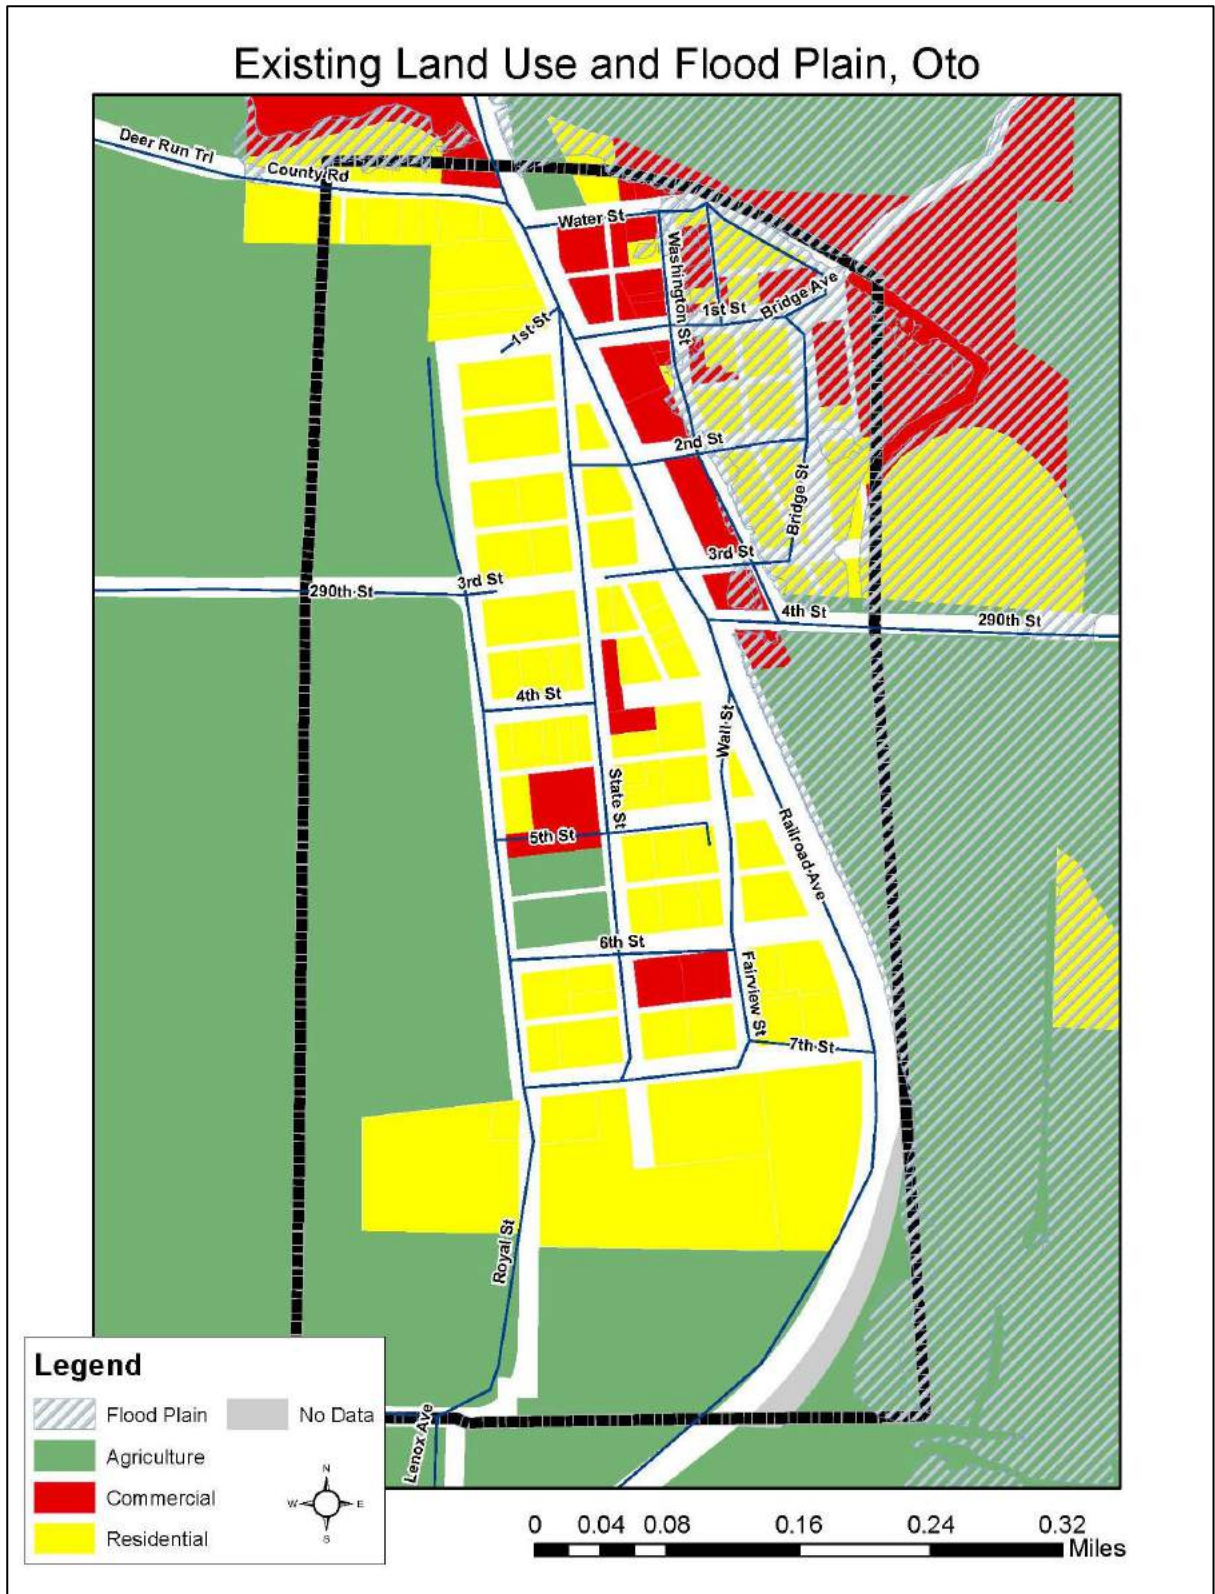 Existing Land Use and Flood Plain, Oto
Deer Run Trl
County Rd
Water St
Washington St
1st St
Bridge Ave
1st St
2nd St
Bridge St
3rd St
3rd St
290th St
4th St
290th St
4th St
Wall St
State St
5th St
Railroad Ave
6th St
Fairview St
7th St
Royal St
Lenox Ave
Legend
Flood Plain
No Data
Agriculture
Commercial
Residential
N
W E
S
0 0.04 0.08 0.16 0.24 0.32
Miles